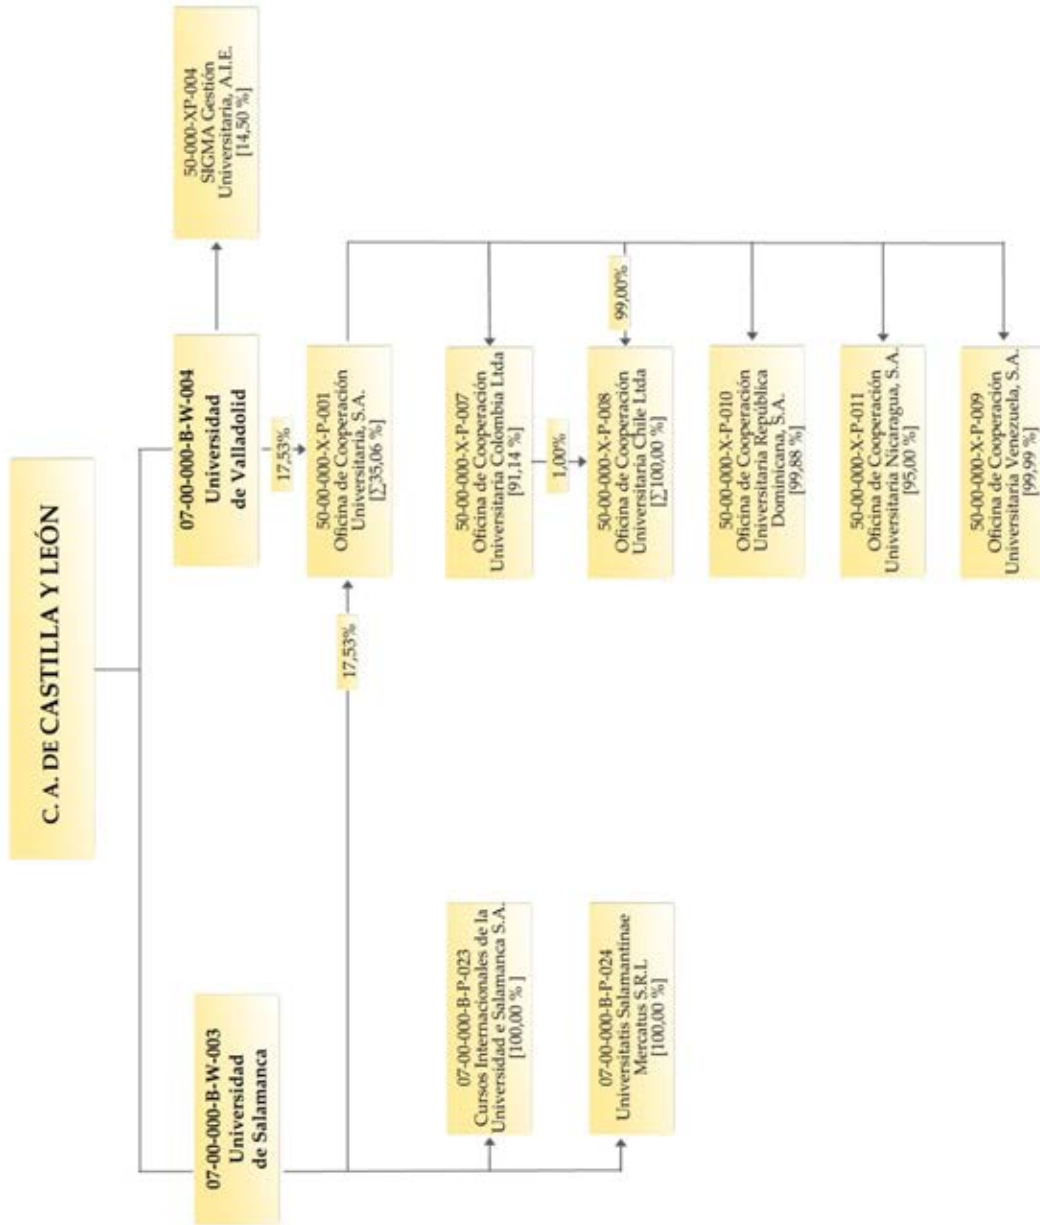 C. A. DE CASTILLA Y LEÓN
07-00-000-B-W-003
Universidad
de Salamanca
07-00-000-B-W-004
Universidad
de Valladolid
50-000-XP-004
SIGMA Gestión
Universitaria, A.I.E.
[14,50 %]
17,53%
17,53%
50-00-000-X-P-001
Oficina de Cooperación
Universitaria, S.A.
[∑35,06 %]
07-00-000-B-P-023
Cursos Internacionales de la
Universidad e Salamanca S.A.
[100,00 % ]
50-00-000-X-P-007
Oficina de Cooperación
Universitaria Colombia Ltda
[91,14 %]
1,00%
99,00%
07-00-000-B-P-024
Universitatis Salamantinae
Mercatus S.R.L
[100,00 %]
50-00-000-X-P-008
Oficina de Cooperación
Universitaria Chile Ltda
[∑100,00 %]
50-00-000-X-P-010
Oficina de Cooperación
Universitaria República
Dominicana, S.A.
[99,88 %]
50-00-000-X-P-011
Oficina de Cooperación
Universitaria Nicaragua, S.A.
[95,00 %]
50-00-000-X-P-009
Oficina de Cooperación
Universitaria Venezuela, S.A.
[99,99 %]